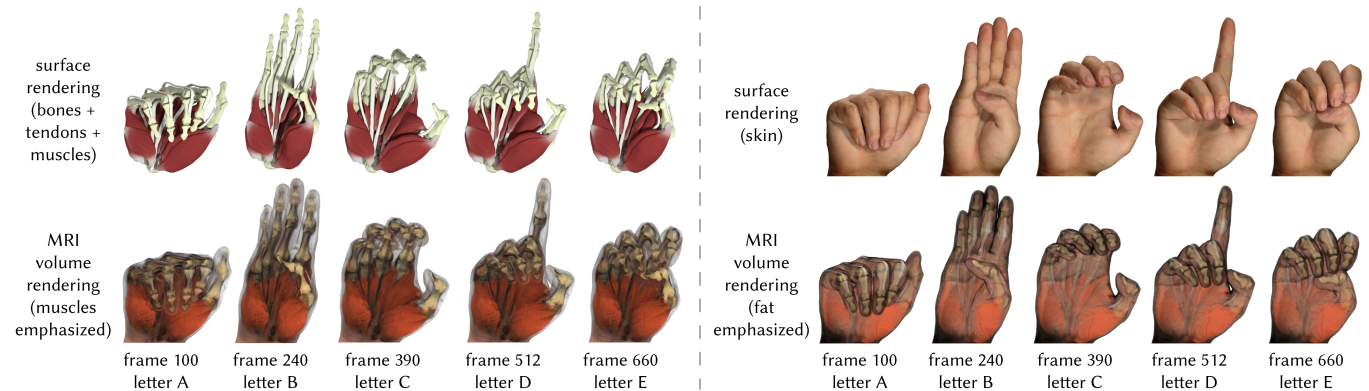 surface
rendering
(bones +
tendons +
muscles)
MRI
volume
rendering
(muscles
emphasized)
frame 100
letter A
frame 240
letter B
frame 390
letter C
frame 512
letter D
frame 660
letter E
surface
rendering
(skin)
MRI
volume
rendering
(fat
emphasized)
frame 100
letter A
frame 240
letter B
frame 390
letter C
frame 512
letter D
frame 660
letter E